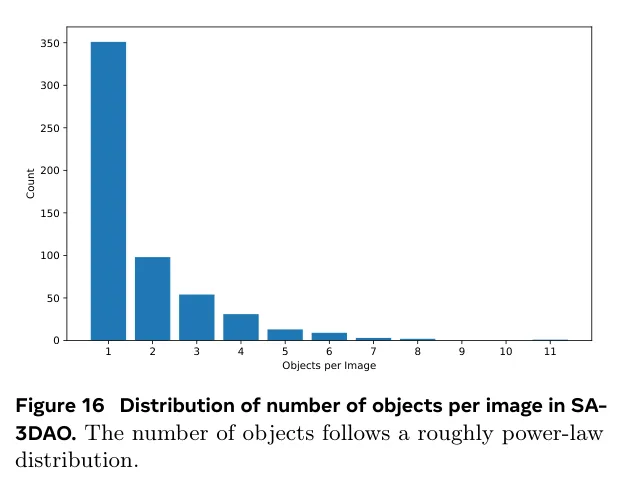 350
300
250
200
150
100
50
0
Count
1 2 3 4 5 6 7 8 9 10 11
Objects per Image
Figure 16 Distribution of number of objects per image in SA-
3DAO. The number of objects follows a roughly power-law
distribution.